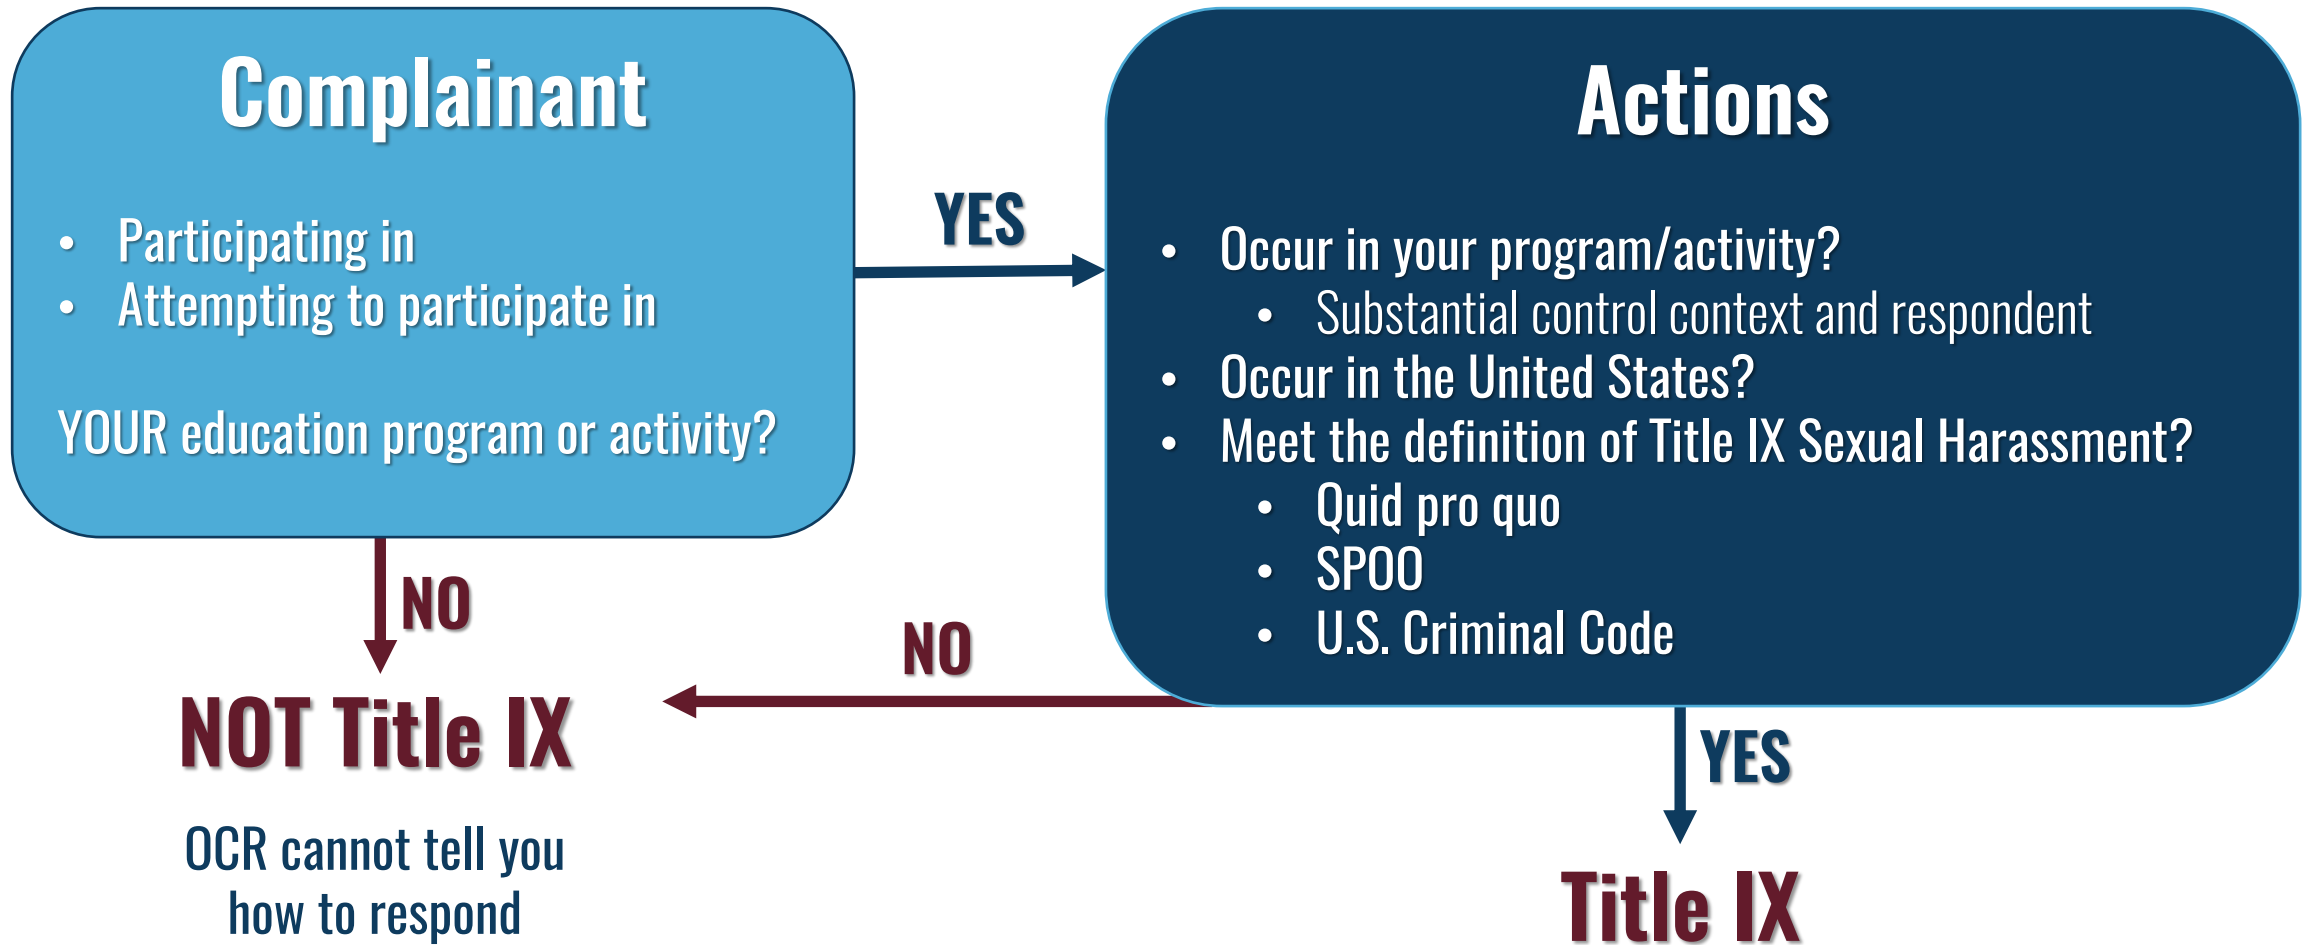 Complainant
• Participating in
• Attempting to participate in
YOUR education program or activity?
YES
Actions
• Occur in your program/activity?
• Substantial control context and respondent
• Occur in the United States?
• Meet the definition of Title IX Sexual Harassment?
• Quid pro quo
• SPOO
• U.S. Criminal Code
NO
NO
NOT Title IX
OCR cannot tell you
how to respond
YES
Title IX